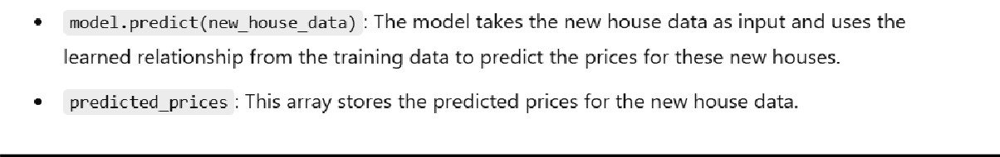 • model.predict(new_house_data) : The model takes the new house data as input and uses the
learned relationship from the training data to predict the prices for these new houses.
• predicted_prices : This array stores the predicted prices for the new house data.